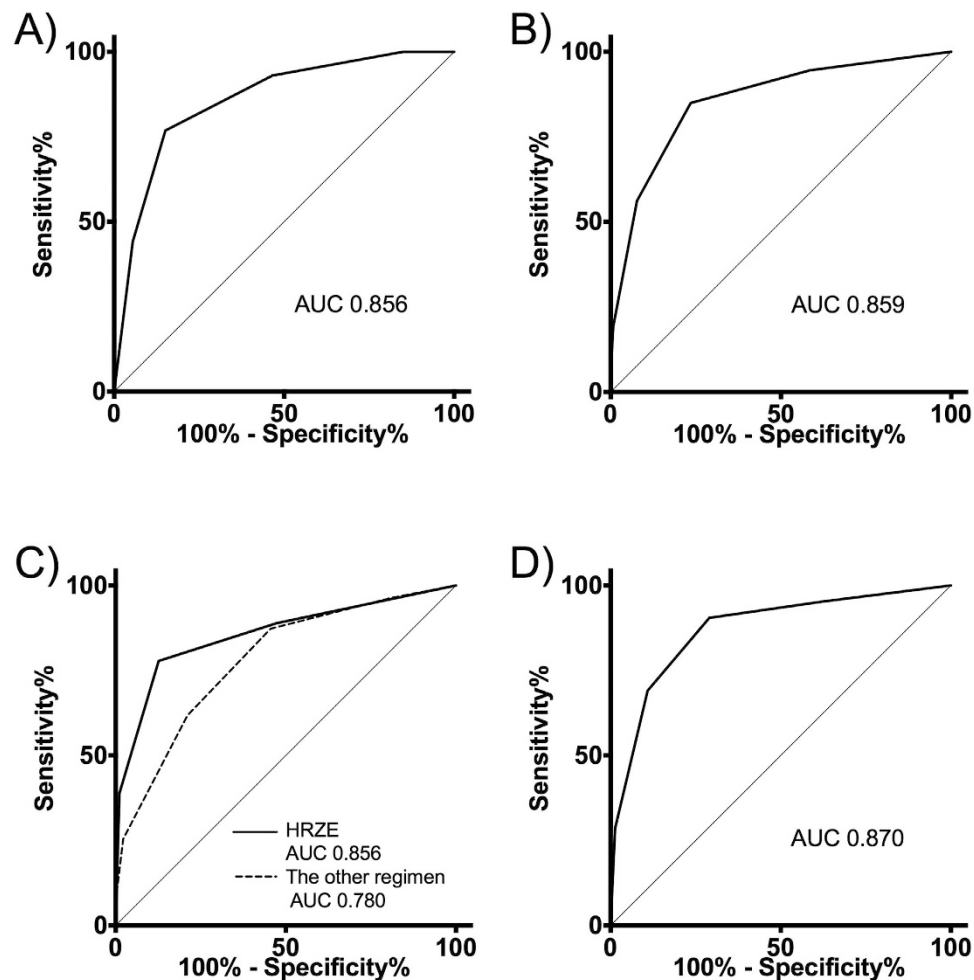 A)
100
50
0
Sensitivity%
AUC 0.856
0
50
100
100% - Specificity%
B)
100
50
0
Sensitivity%
AUC 0.859
0
50
100
100% - Specificity%
C)
100
50
0
Sensitivity%
HRZE
AUC 0.856
The other regimen
AUC 0.780
0
50
100
100% - Specificity%
D)
100
50
0
Sensitivity%
AUC 0.870
0
50
100
100% - Specificity%